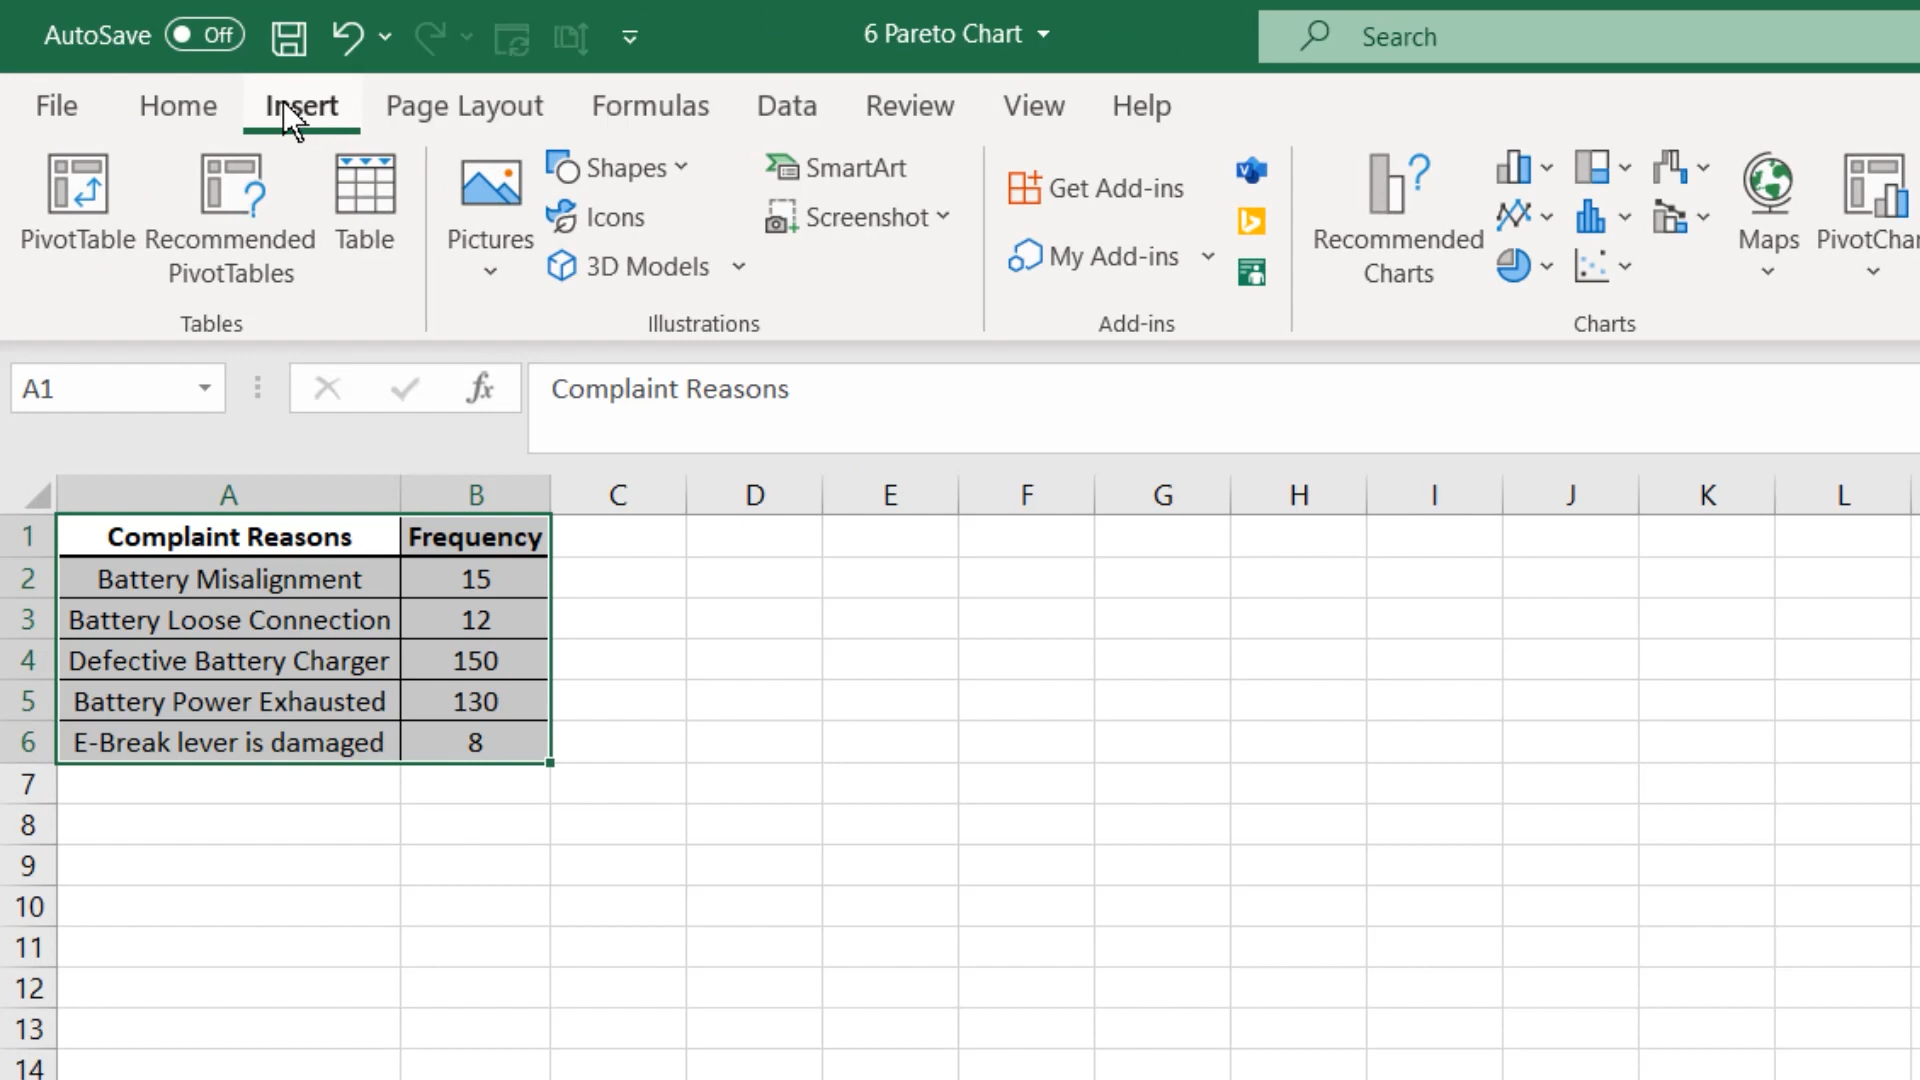 AutoSave Off 6 Pareto Chart Search
File Home Insert Page Layout Formulas Data Review View Help
PivotTable Recommended PivotTables Table
Tables
Pictures Shapes Icons 3D Models SmartArt Screenshot
Illustrations
Get Add-ins
My Add-ins
Add-ins
Recommended Charts
Maps PivotChar
Charts
A1 fx Complaint Reasons
A B C D E F G H I J K L
1 Complaint Reasons Frequency
2 Battery Misalignment 15
3 Battery Loose Connection 12
4 Defective Battery Charger 150
5 Battery Power Exhausted 130
6 E-Break lever is damaged 8
7
8
9
10
11
12
13
14